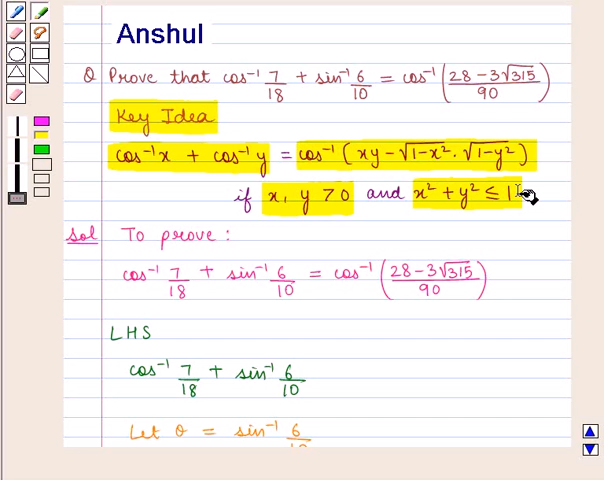 Anshul
Q Prove that cos⁻¹ 7/18 + sin⁻¹ 6/10 = cos⁻¹ ( (28 − 3√315)/90 )
Key Idea
cos⁻¹x + cos⁻¹y = cos⁻¹ ( xy − √1−x² . √1−y² )
if x, y > 0 and x² + y² ≤ 1
Sol To prove :
cos⁻¹ 7/18 + sin⁻¹ 6/10 = cos⁻¹ ( (28 − 3√315)/90 )
LHS
cos⁻¹ 7/18 + sin⁻¹ 6/10
Let θ = sin⁻¹ 6/10